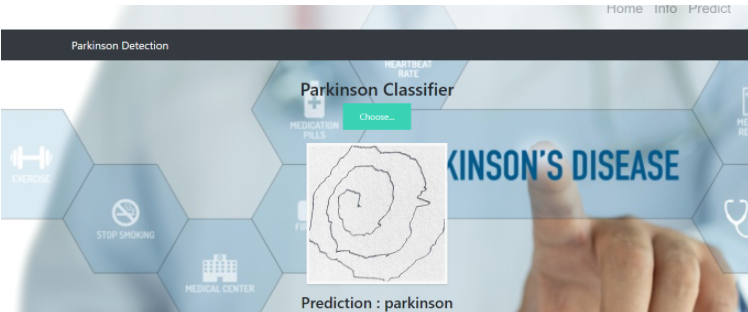 Home Info Predict
Parkinson Detection
HEARTBEAT
RATE
Parkinson Classifier
Choose...
MEDICATION
PILLS
KINSON'S DISEASE
EXERCISE
STOP SMOKING
MEDICAL CENTER
Prediction : parkinson